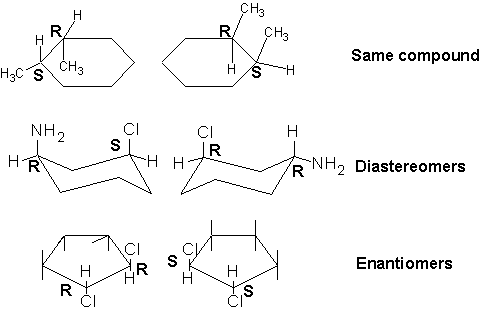 H
H R
H₃C S CH₃
CH₃
R CH₃
H S H
Same compound
NH₂ Cl
S
H R H
H
Cl R
H R NH₂
Diastereomers
Cl
H H R
R Cl
Cl
S H
S
Cl
Enantiomers